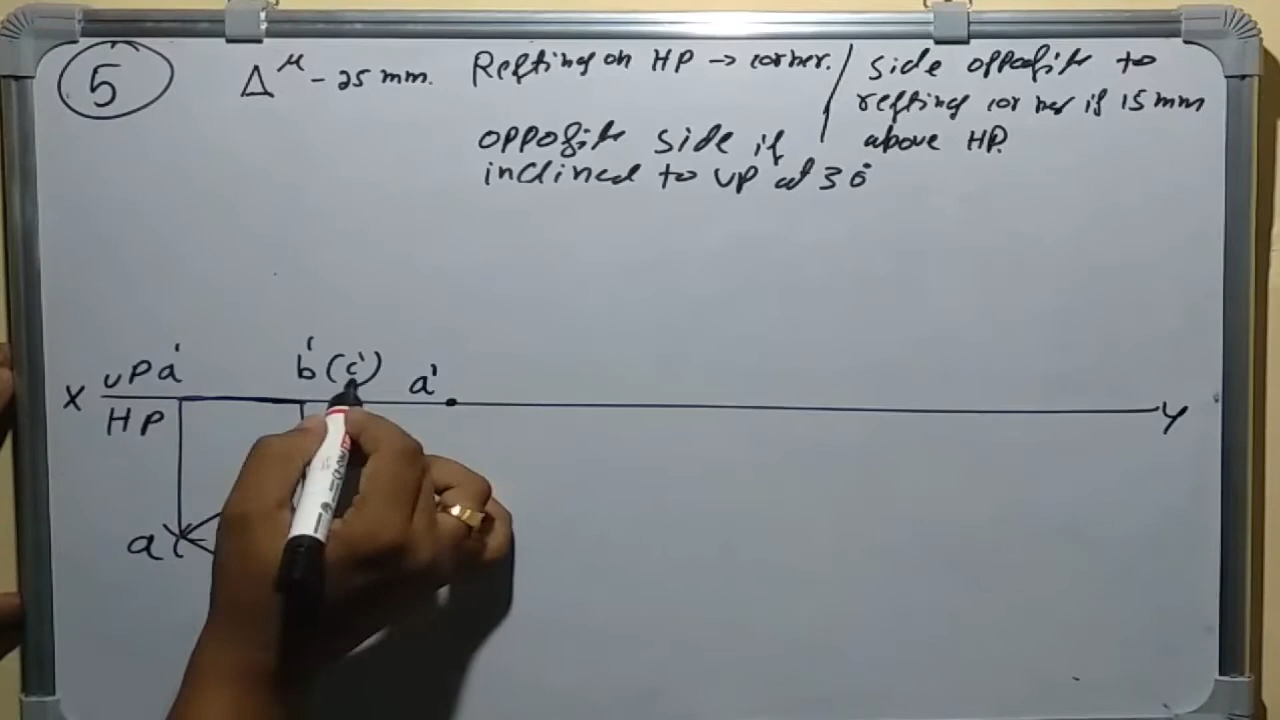 5
Δ – 25 mm. Resting on HP → corner. / side opposite to
resting corner is 15 mm
above HP.
opposite side is
inclined to VP at 30°
VP a' b'(c') a'
X Y
HP
a